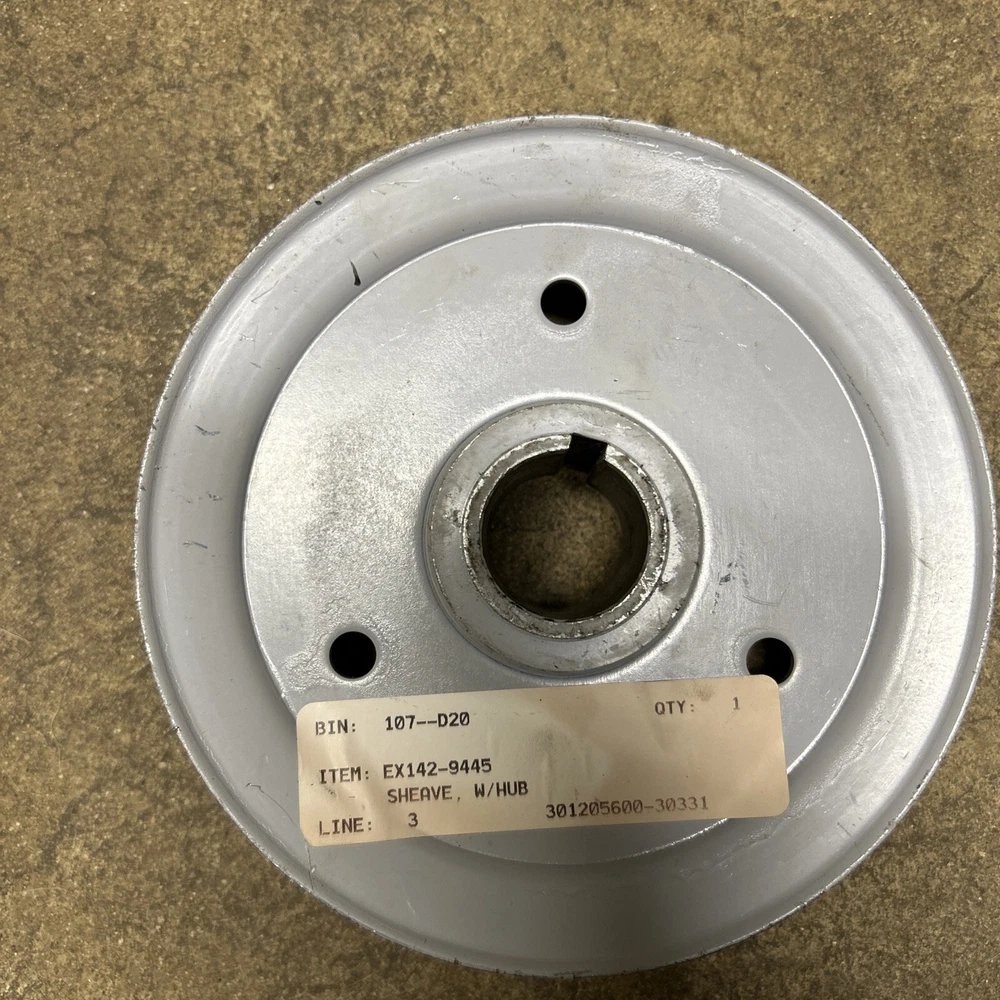 BIN: 107--D20 QTY: 1
ITEM: EX142-9445
SHEAVE, W/HUB
LINE: 3 301205600-30331